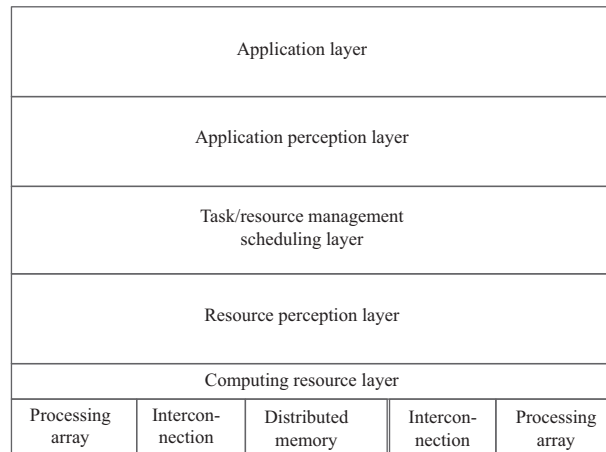 Application layer
Application perception layer
Task/resource management
scheduling layer
Resource perception layer
Computing resource layer
Processing
array
Intercon-
nection
Distributed
memory
Intercon-
nection
Processing
array